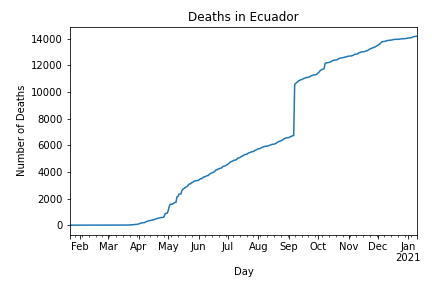 Deaths in Ecuador
Number of Deaths
14000
12000
10000
8000
6000
4000
2000
0
Feb Mar Apr May Jun Jul Aug Sep Oct Nov Dec Jan
2021
Day